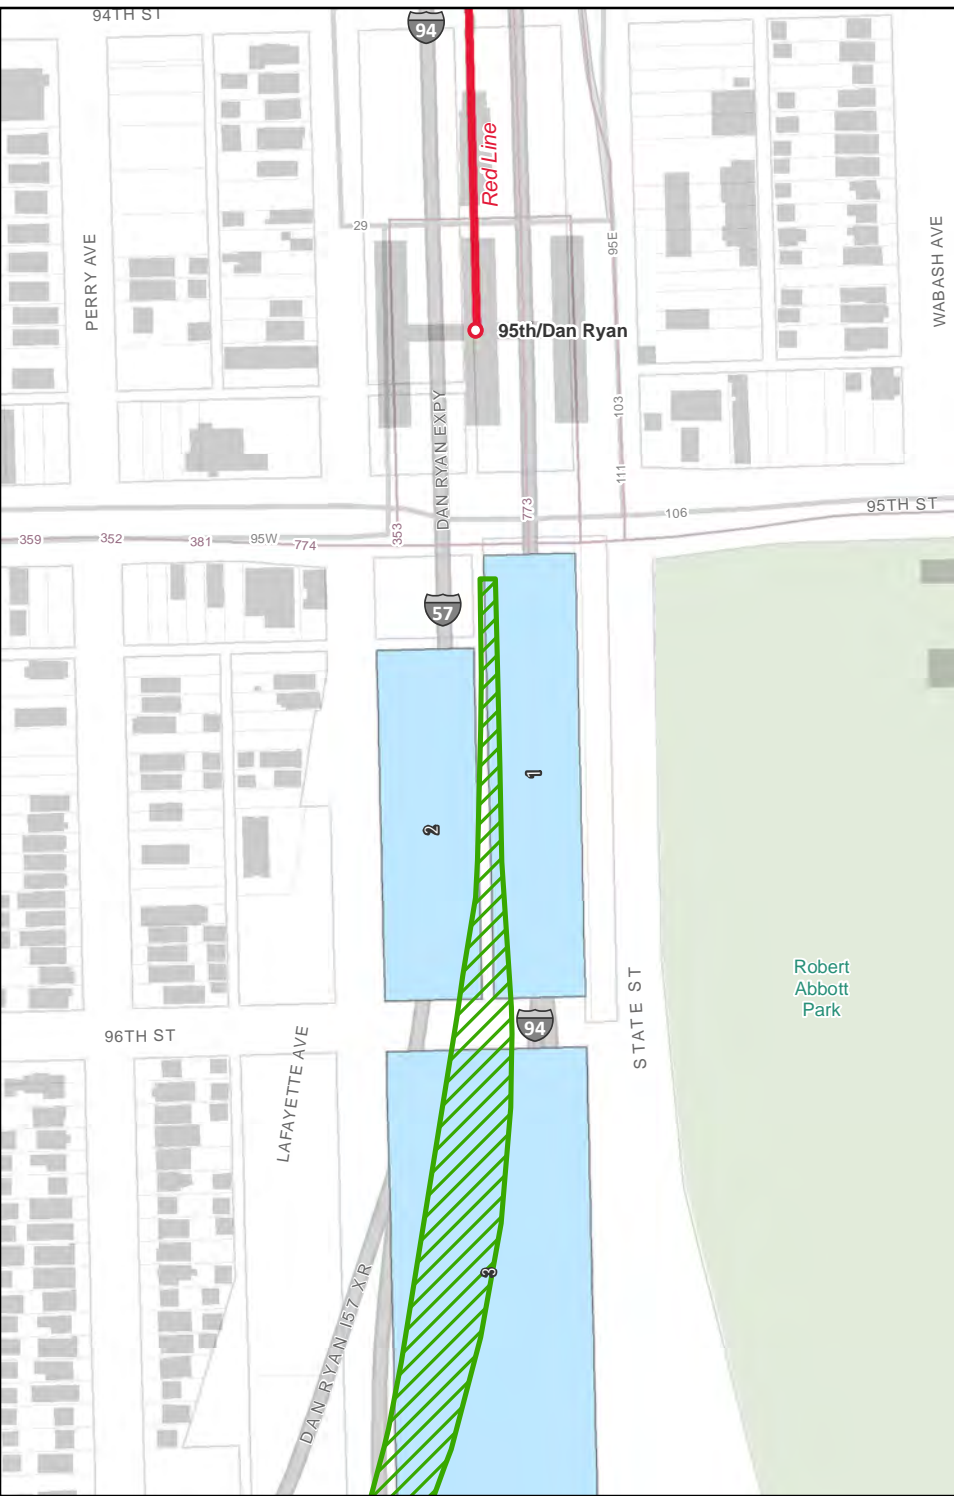 94TH ST
94
Red Line
29
95E
PERRY AVE
WABASH AVE
95th/Dan Ryan
DAN RYAN EXPY
103
111
773
353
106
95TH ST
359
352
381
95W
774
57
1
2
Robert
Abbott
Park
STATE ST
94
96TH ST
LAFAYETTE AVE
3
DAN RYAN I57 XR